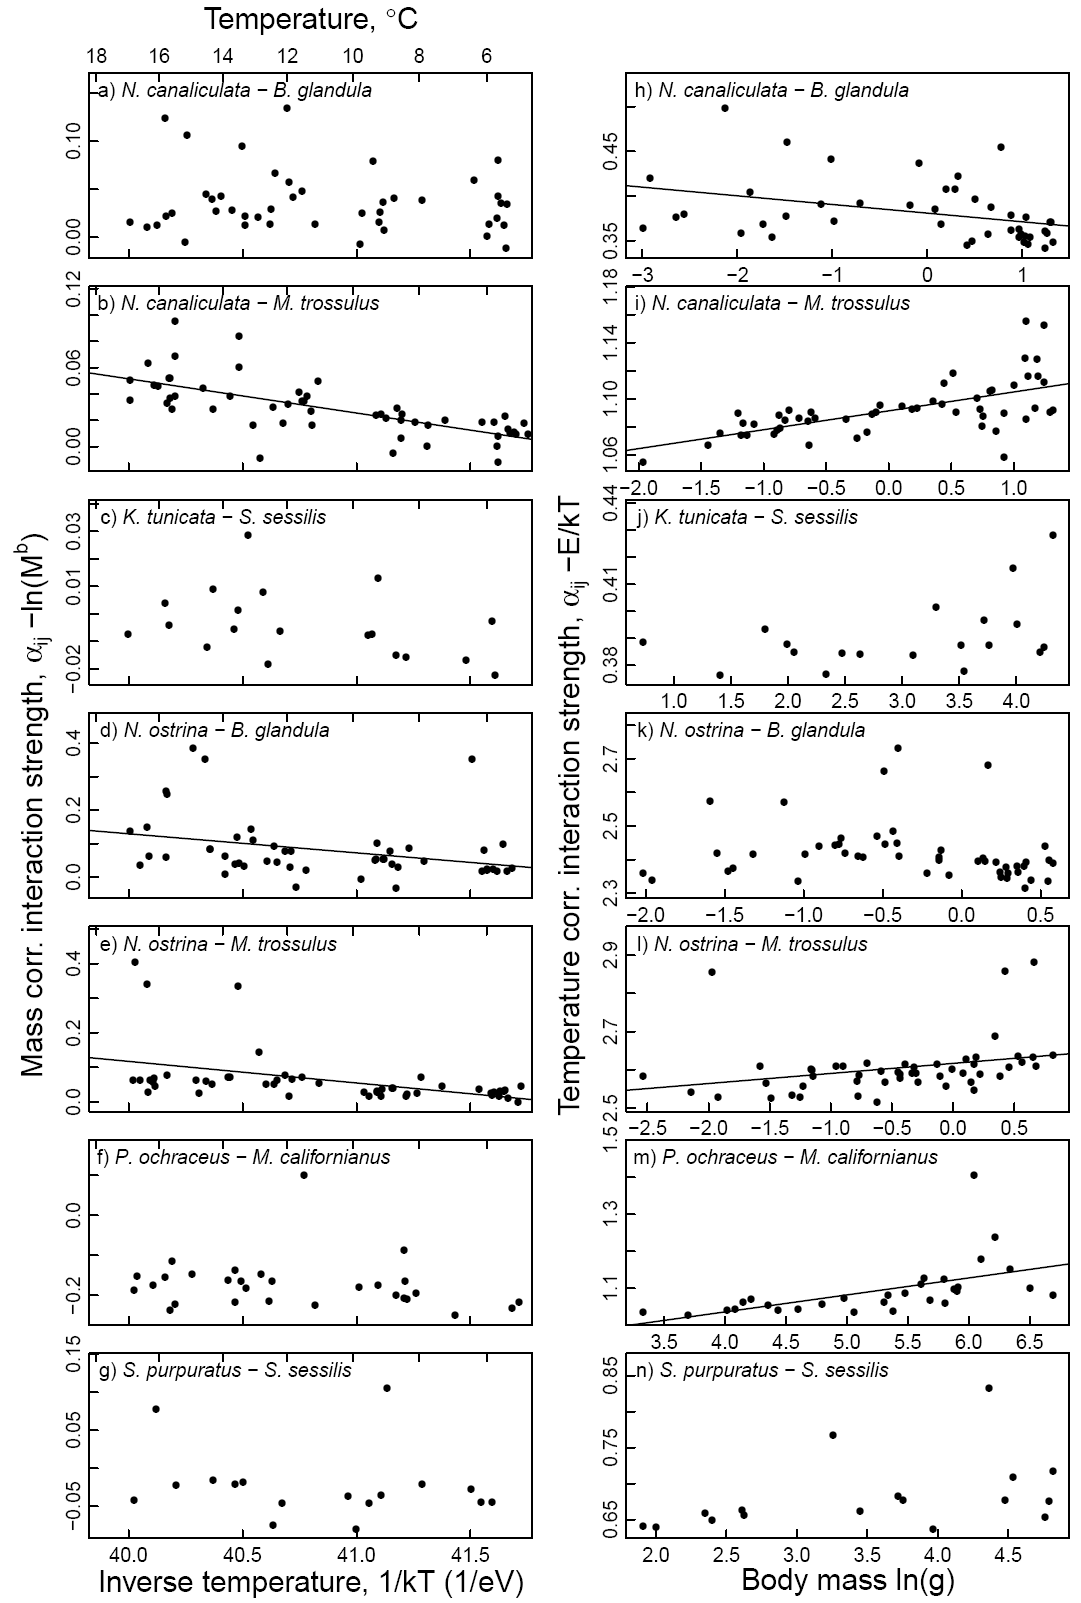 Temperature, °C
18 16 14 12 10 8 6
a) N. canaliculata − B. glandula
0.10
0.00
b) N. canaliculata − M. trossulus
0.12
0.06
0.00
c) K. tunicata − S. sessilis
0.03
0.01
−0.02
d) N. ostrina − B. glandula
0.4
0.2
0.0
e) N. ostrina − M. trossulus
0.4
0.2
0.0
f) P. ochraceus − M. californianus
0.0
−0.2
g) S. purpuratus − S. sessilis
0.15
0.05
−0.05
40.0 40.5 41.0 41.5
Inverse temperature, 1/kT (1/eV)
Mass corr. interaction strength, αij −ln(Mb)
h) N. canaliculata − B. glandula
0.45
0.35
−3 −2 −1 0 1
i) N. canaliculata − M. trossulus
1.18
1.14
1.10
1.06
−2.0 −1.5 −1.0 −0.5 0.0 0.5 1.0
j) K. tunicata − S. sessilis
0.44
0.41
0.38
1.0 1.5 2.0 2.5 3.0 3.5 4.0
k) N. ostrina − B. glandula
2.7
2.5
2.3
−2.0 −1.5 −1.0 −0.5 0.0 0.5
l) N. ostrina − M. trossulus
2.9
2.7
2.5
−2.5 −2.0 −1.5 −1.0 −0.5 0.0 0.5
m) P. ochraceus − M. californianus
1.5
1.3
1.1
3.5 4.0 4.5 5.0 5.5 6.0 6.5
n) S. purpuratus − S. sessilis
0.85
0.75
0.65
2.0 2.5 3.0 3.5 4.0 4.5
Body mass ln(g)
Temperature corr. interaction strength, αij −E/kT